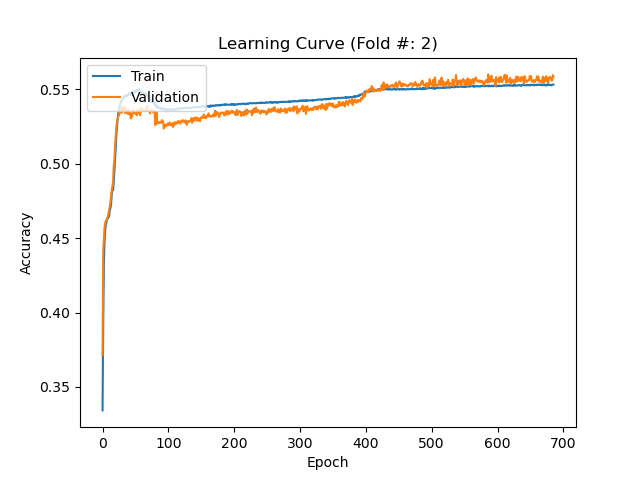 Learning Curve (Fold #: 2)
Train
Validation
0.55
0.50
0.45
0.40
0.35
Accuracy
0 100 200 300 400 500 600 700
Epoch